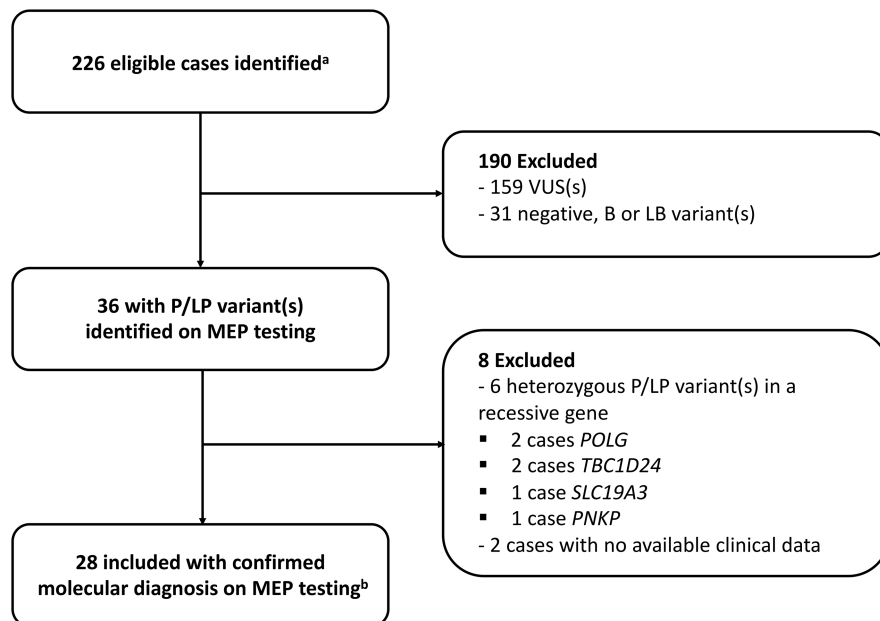 226 eligible cases identifiedᵃ
190 Excluded
- 159 VUS(s)
- 31 negative, B or LB variant(s)
36 with P/LP variant(s)
identified on MEP testing
8 Excluded
- 6 heterozygous P/LP variant(s) in a
recessive gene
▪ 2 cases POLG
▪ 2 cases TBC1D24
▪ 1 case SLC19A3
▪ 1 case PNKP
- 2 cases with no available clinical data
28 included with confirmed
molecular diagnosis on MEP testingᵇ